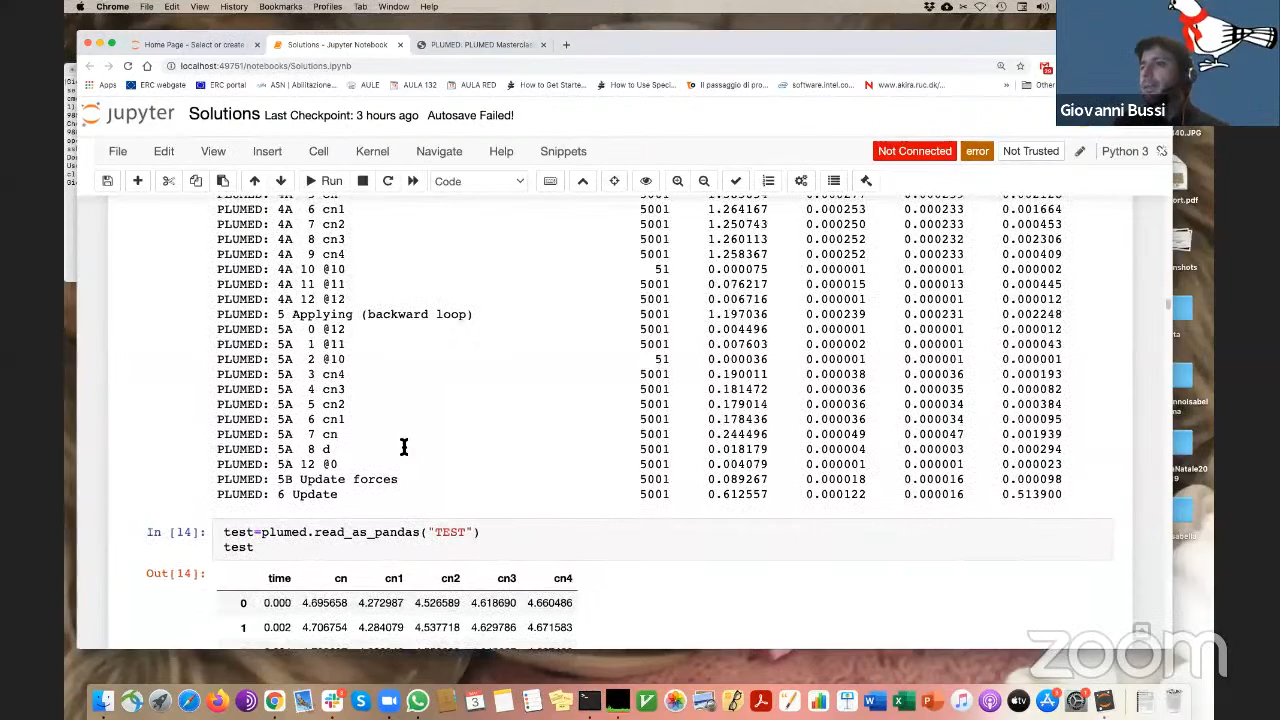 Chrome File Edit View History Bookmarks Profiles Tab Window Help
Home Page - Select or create
Solutions - Jupyter Notebook
PLUMED: PLUMED Masterclas
localhost:49761/notebooks/Solutions.ipynb
Apps ERC webgate ERC portal ASN | Abilitazione... AULE AULA 132 AULA RED How to Get Starte... How to Use Speci... Il passaggio di pro... software.intel.co... www.akira.ruc.dk/...
Giovanni Bussi
jupyter Solutions Last Checkpoint: 3 hours ago Autosave Failed!
File Edit View Insert Cell Kernel Navigate Help Snippets Not Connected error Not Trusted Python 3
Run Code
PLUMED: 4A 6 cn1 5001 1.264167 0.000253 0.000233 0.001664
PLUMED: 4A 7 cn2 5001 1.250743 0.000250 0.000233 0.000453
PLUMED: 4A 8 cn3 5001 1.260113 0.000252 0.000232 0.002306
PLUMED: 4A 9 cn4 5001 1.258367 0.000252 0.000233 0.000409
PLUMED: 4A 10 @10 51 0.000075 0.000001 0.000001 0.000002
PLUMED: 4A 11 @11 5001 0.076217 0.000015 0.000013 0.000445
PLUMED: 4A 12 @12 5001 0.006716 0.000001 0.000001 0.000012
PLUMED: 5 Applying (backward loop) 5001 1.197036 0.000239 0.000231 0.002248
PLUMED: 5A 0 @12 5001 0.004496 0.000001 0.000001 0.000012
PLUMED: 5A 1 @11 5001 0.007603 0.000002 0.000001 0.000043
PLUMED: 5A 2 @10 51 0.000036 0.000001 0.000001 0.000001
PLUMED: 5A 3 cn4 5001 0.190011 0.000038 0.000036 0.000193
PLUMED: 5A 4 cn3 5001 0.181472 0.000036 0.000035 0.000082
PLUMED: 5A 5 cn2 5001 0.179014 0.000036 0.000034 0.000384
PLUMED: 5A 6 cn1 5001 0.178436 0.000036 0.000034 0.000095
PLUMED: 5A 7 cn 5001 0.244496 0.000049 0.000047 0.001939
PLUMED: 5A 8 d 5001 0.018179 0.000004 0.000003 0.000294
PLUMED: 5A 12 @0 5001 0.004079 0.000001 0.000001 0.000023
PLUMED: 5B Update forces 5001 0.089267 0.000018 0.000016 0.000098
PLUMED: 6 Update 5001 0.612557 0.000122 0.000016 0.513900
In [14]: test=plumed.read_as_pandas("TEST")
test
Out[14]:
time cn cn1 cn2 cn3 cn4
0 0.000 4.695658 4.272987 4.526589 4.618690 4.660486
1 0.002 4.706754 4.284079 4.537718 4.629786 4.671583
zoom